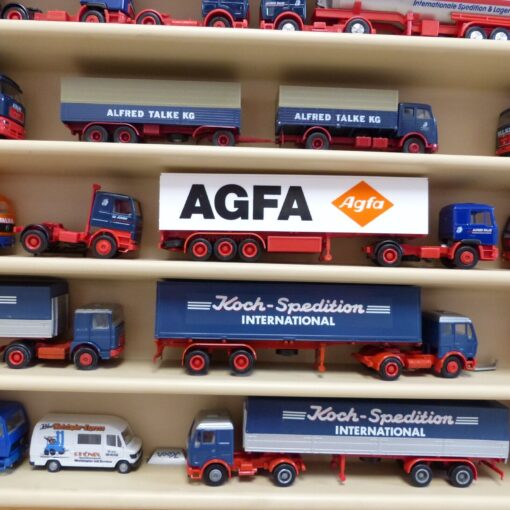 Internationale Spedition & Lager
ALFRED TALKE KG
ALFRED TALKE KG
AGFA
Agfa
Koch-Spedition
INTERNATIONAL
Koch-Spedition
INTERNATIONAL